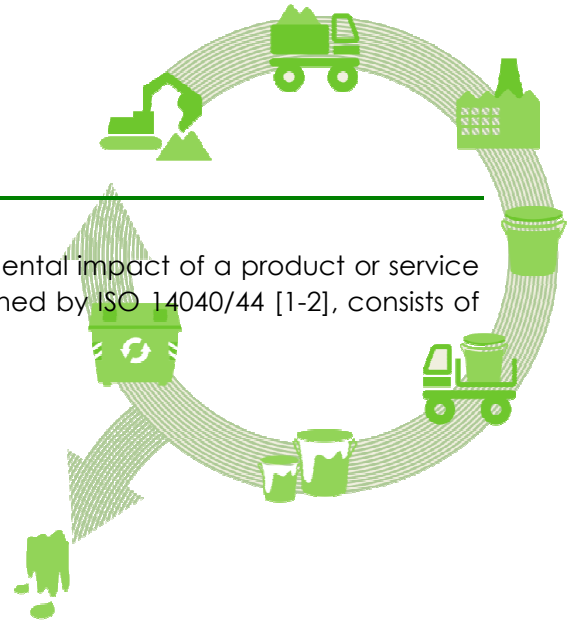 ental impact of a product or service
ned by ISO 14040/44 [1-2], consists of